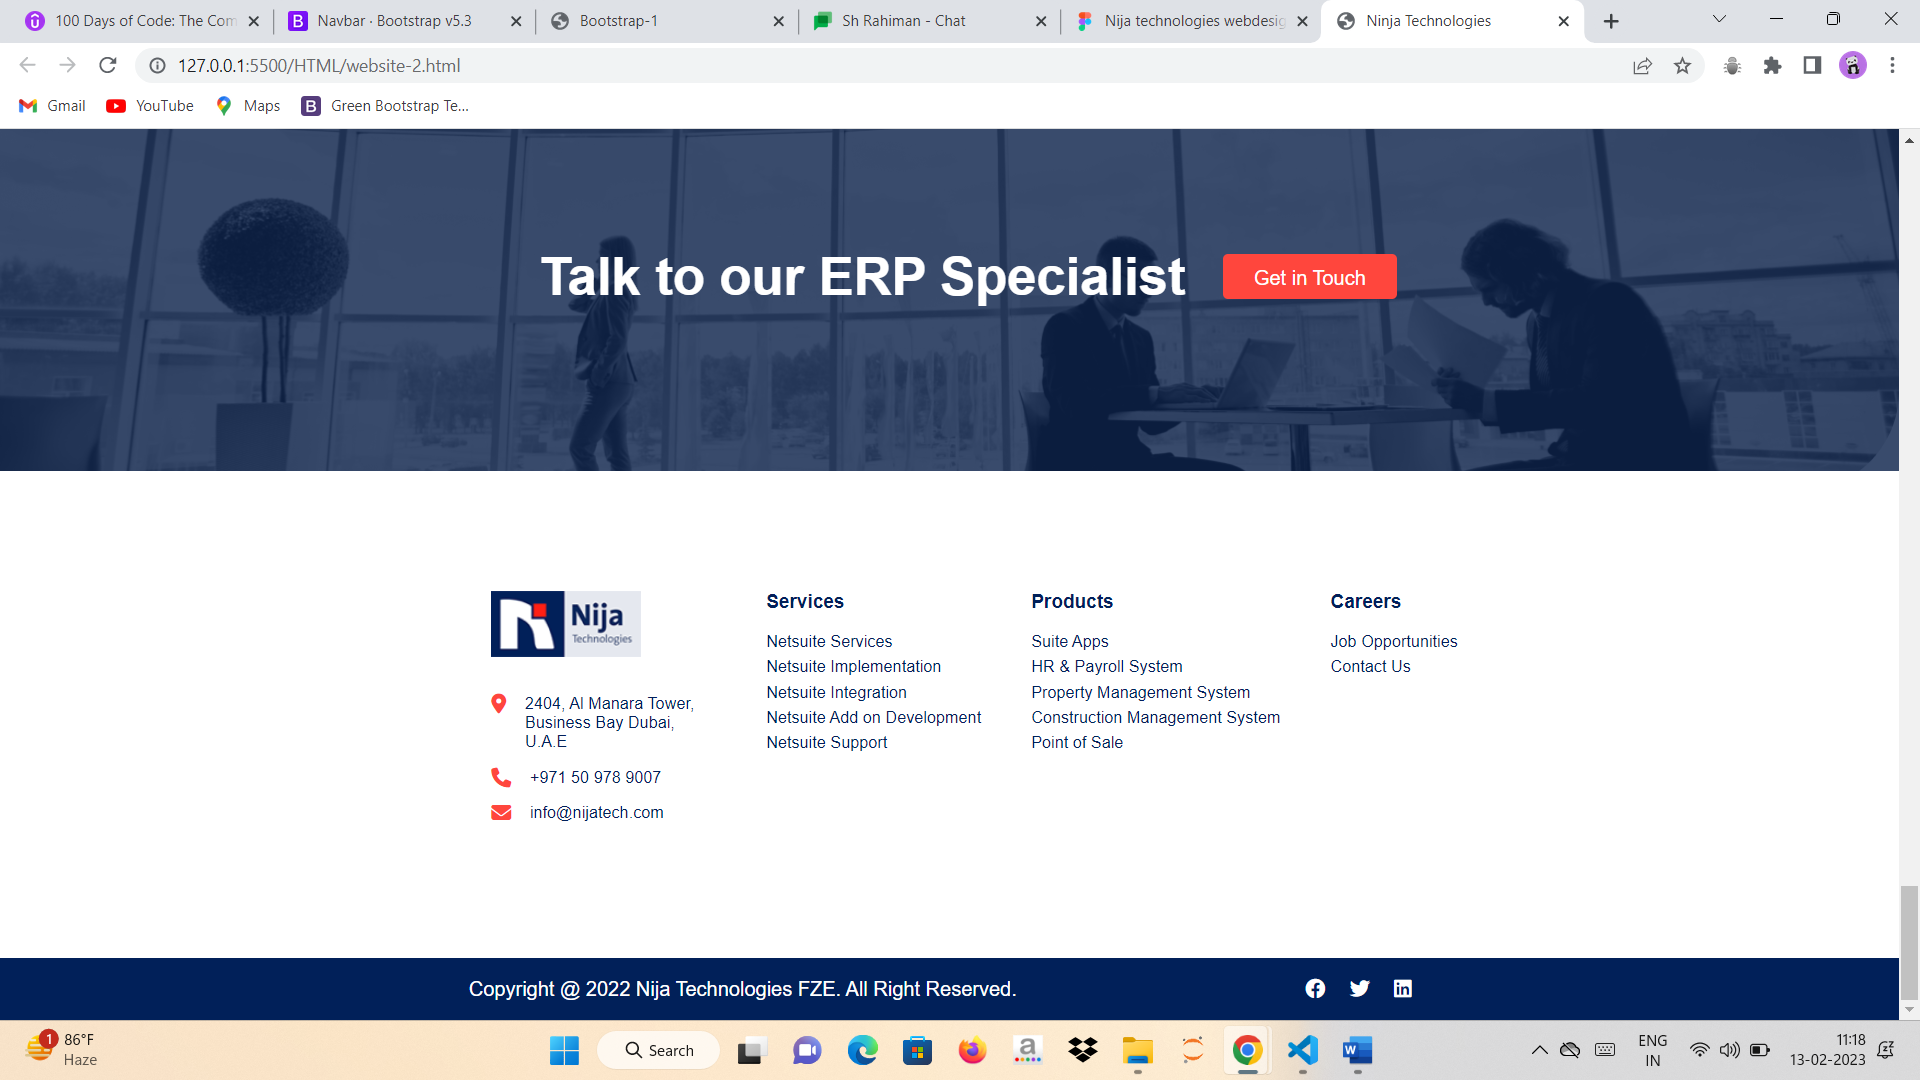 100 Days of Code: The Com
Navbar · Bootstrap v5.3
Bootstrap-1
Sh Rahiman - Chat
Nija technologies webdesig
Ninja Technologies
127.0.0.1:5500/HTML/website-2.html
Gmail
YouTube
Maps
Green Bootstrap Te...
Talk to our ERP Specialist
Get in Touch
Nija
Technologies
2404, Al Manara Tower,
Business Bay Dubai,
U.A.E
+971 50 978 9007
info@nijatech.com
Services
Netsuite Services
Netsuite Implementation
Netsuite Integration
Netsuite Add on Development
Netsuite Support
Products
Suite Apps
HR & Payroll System
Property Management System
Construction Management System
Point of Sale
Careers
Job Opportunities
Contact Us
Copyright @ 2022 Nija Technologies FZE. All Right Reserved.
1
86°F
Haze
Search
ENG
IN
11:18
13-02-2023